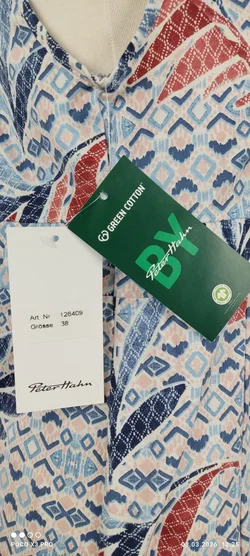 GREEN COTTON®
BY
Peter Hahn
Art. Nr 126409
Grösse 38
Peter Hahn
POCO X3 PRO